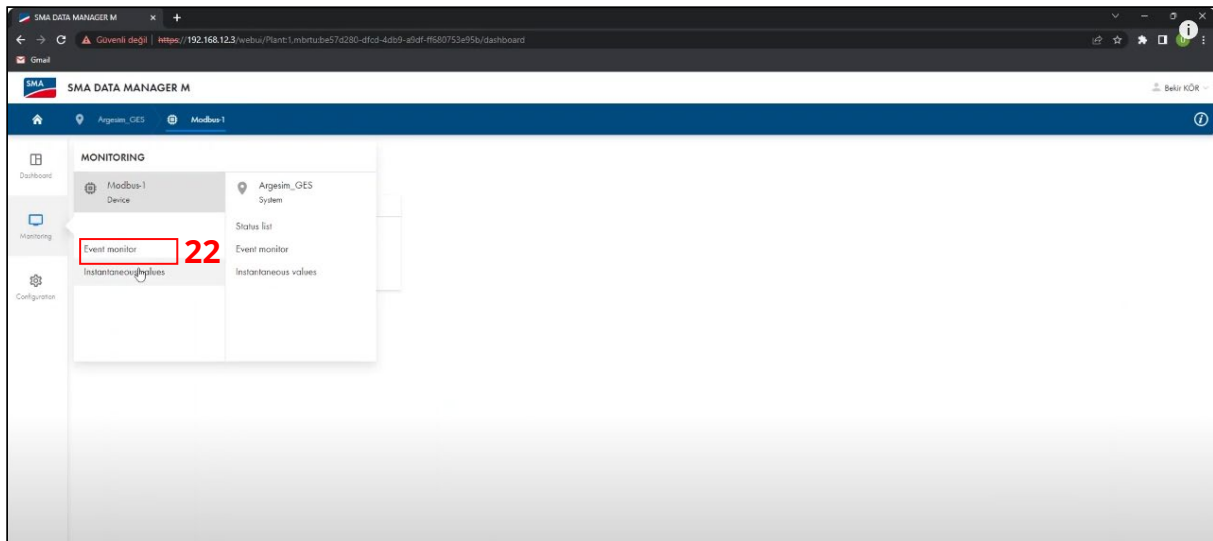 SMA DATA MANAGER M
Güvenli değil | https://192.168.12.3/webui/Plant:1,mbrtu:be57d280-dfcd-4db9-a9df-ff680753e95b/dashboard
Gmail
SMA SMA DATA MANAGER M Bekir KÖR
Argesim_GES Modbus-1
MONITORING
Dashboard
Modbus-1
Device
Argesim_GES
System
Monitoring
Status list
Event monitor 22 Event monitor
Instantaneous values Instantaneous values
Configuration